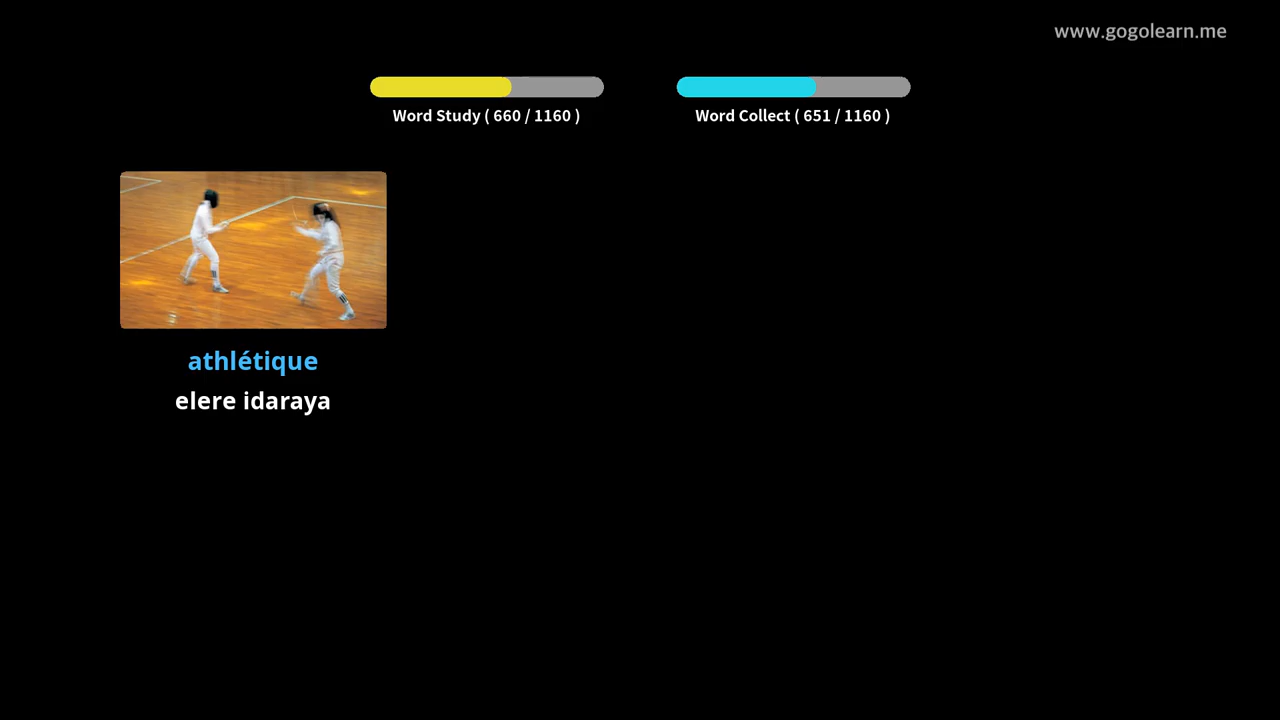 www.gogolearn.me
Word Study ( 660 / 1160 )
Word Collect ( 651 / 1160 )
athlétique
elere idaraya